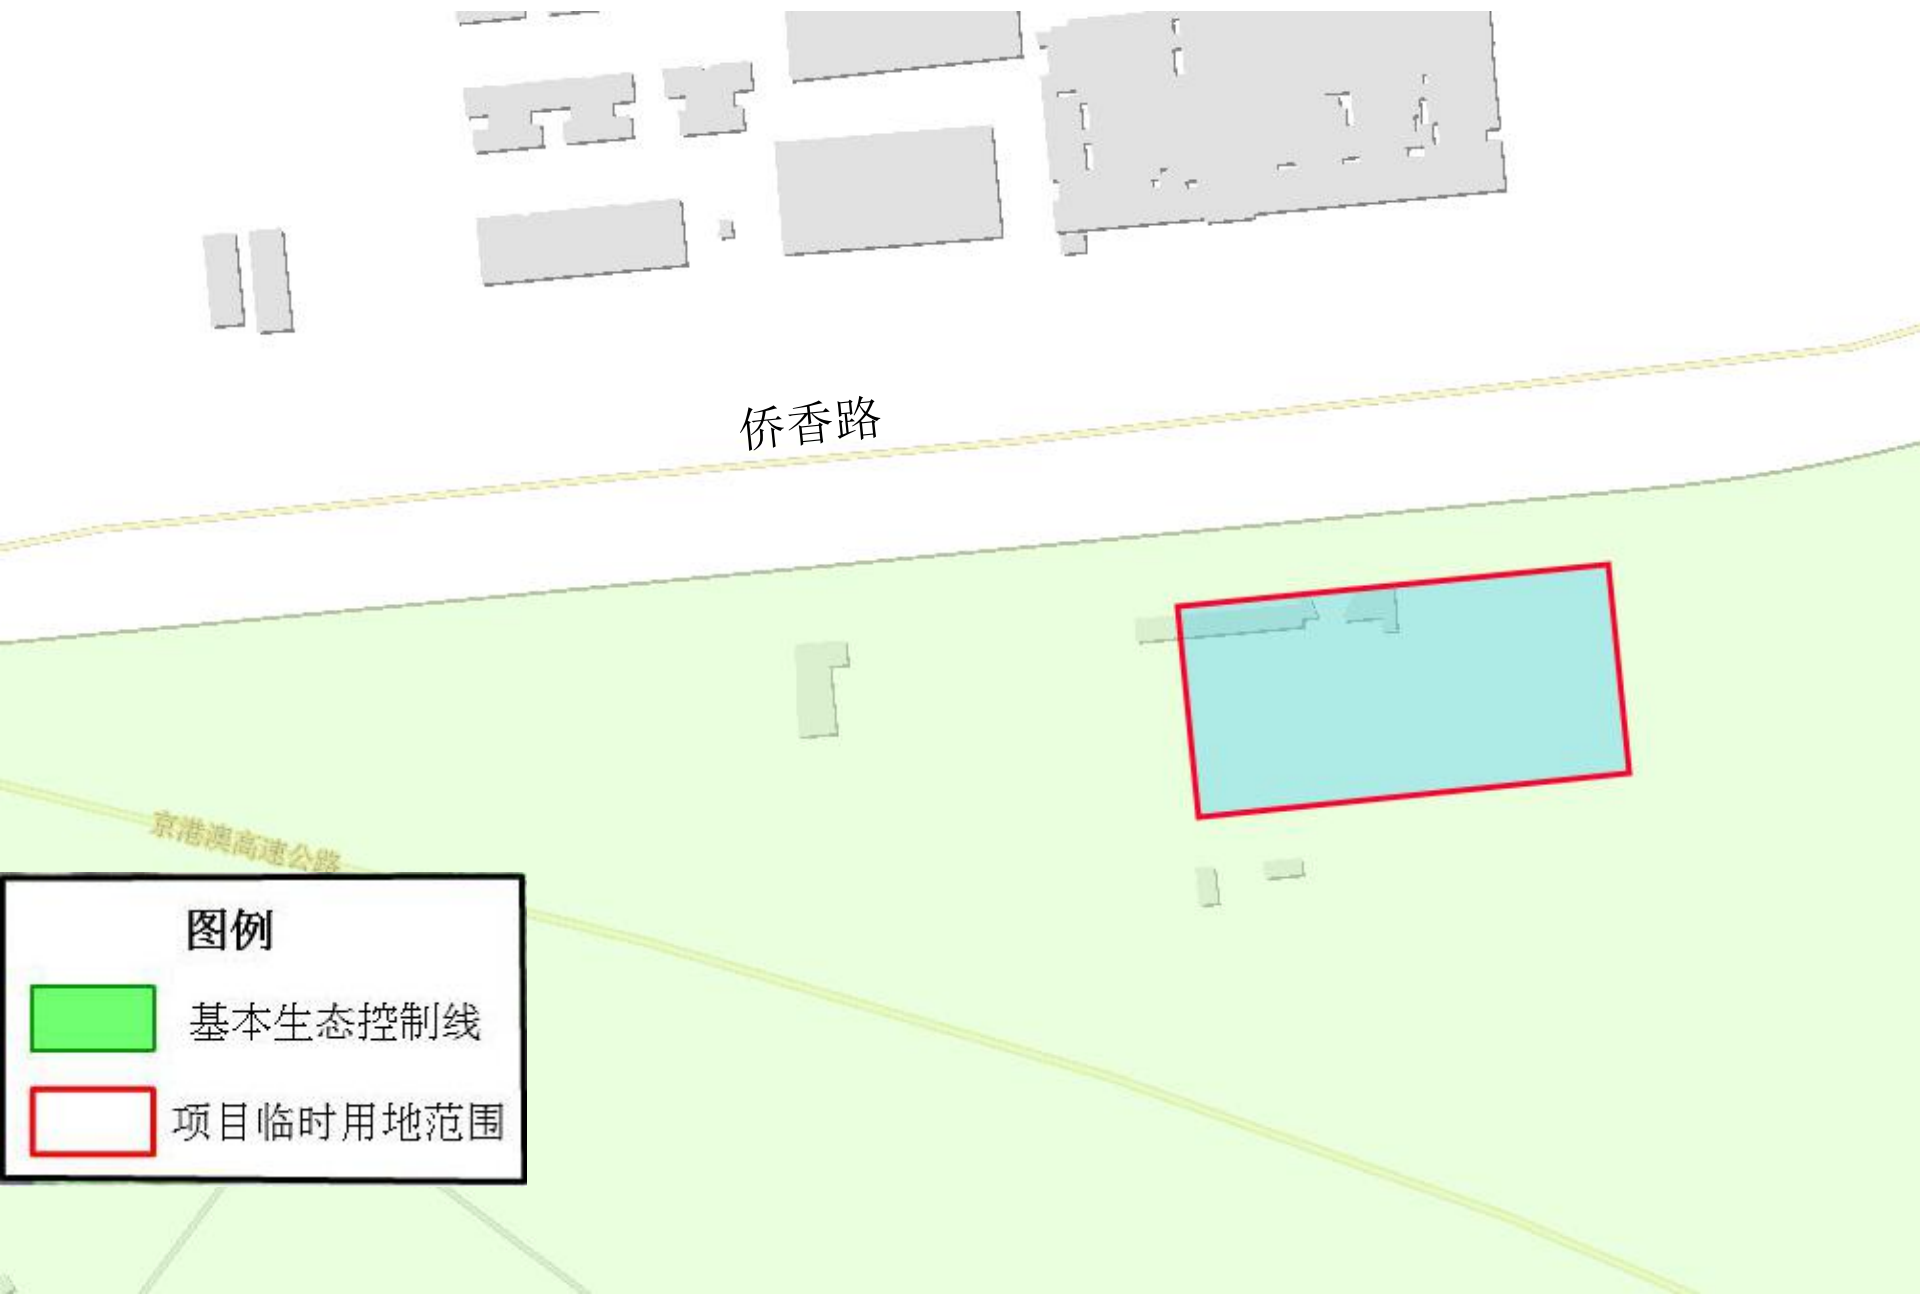 侨香路
京港澳高速公路
图例
基本生态控制线
项目临时用地范围